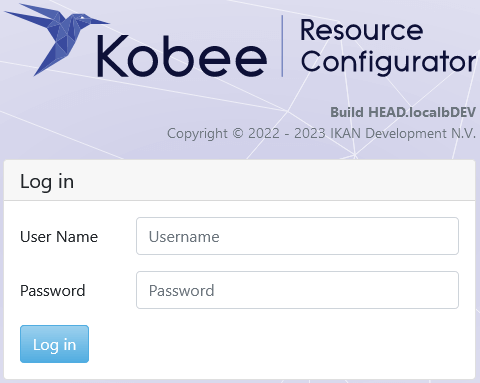 Kobee
Resource
Configurator
Build HEAD.localbDEV
Copyright © 2022 - 2023 IKAN Development N.V.
Log in
User Name Username
Password Password
Log in